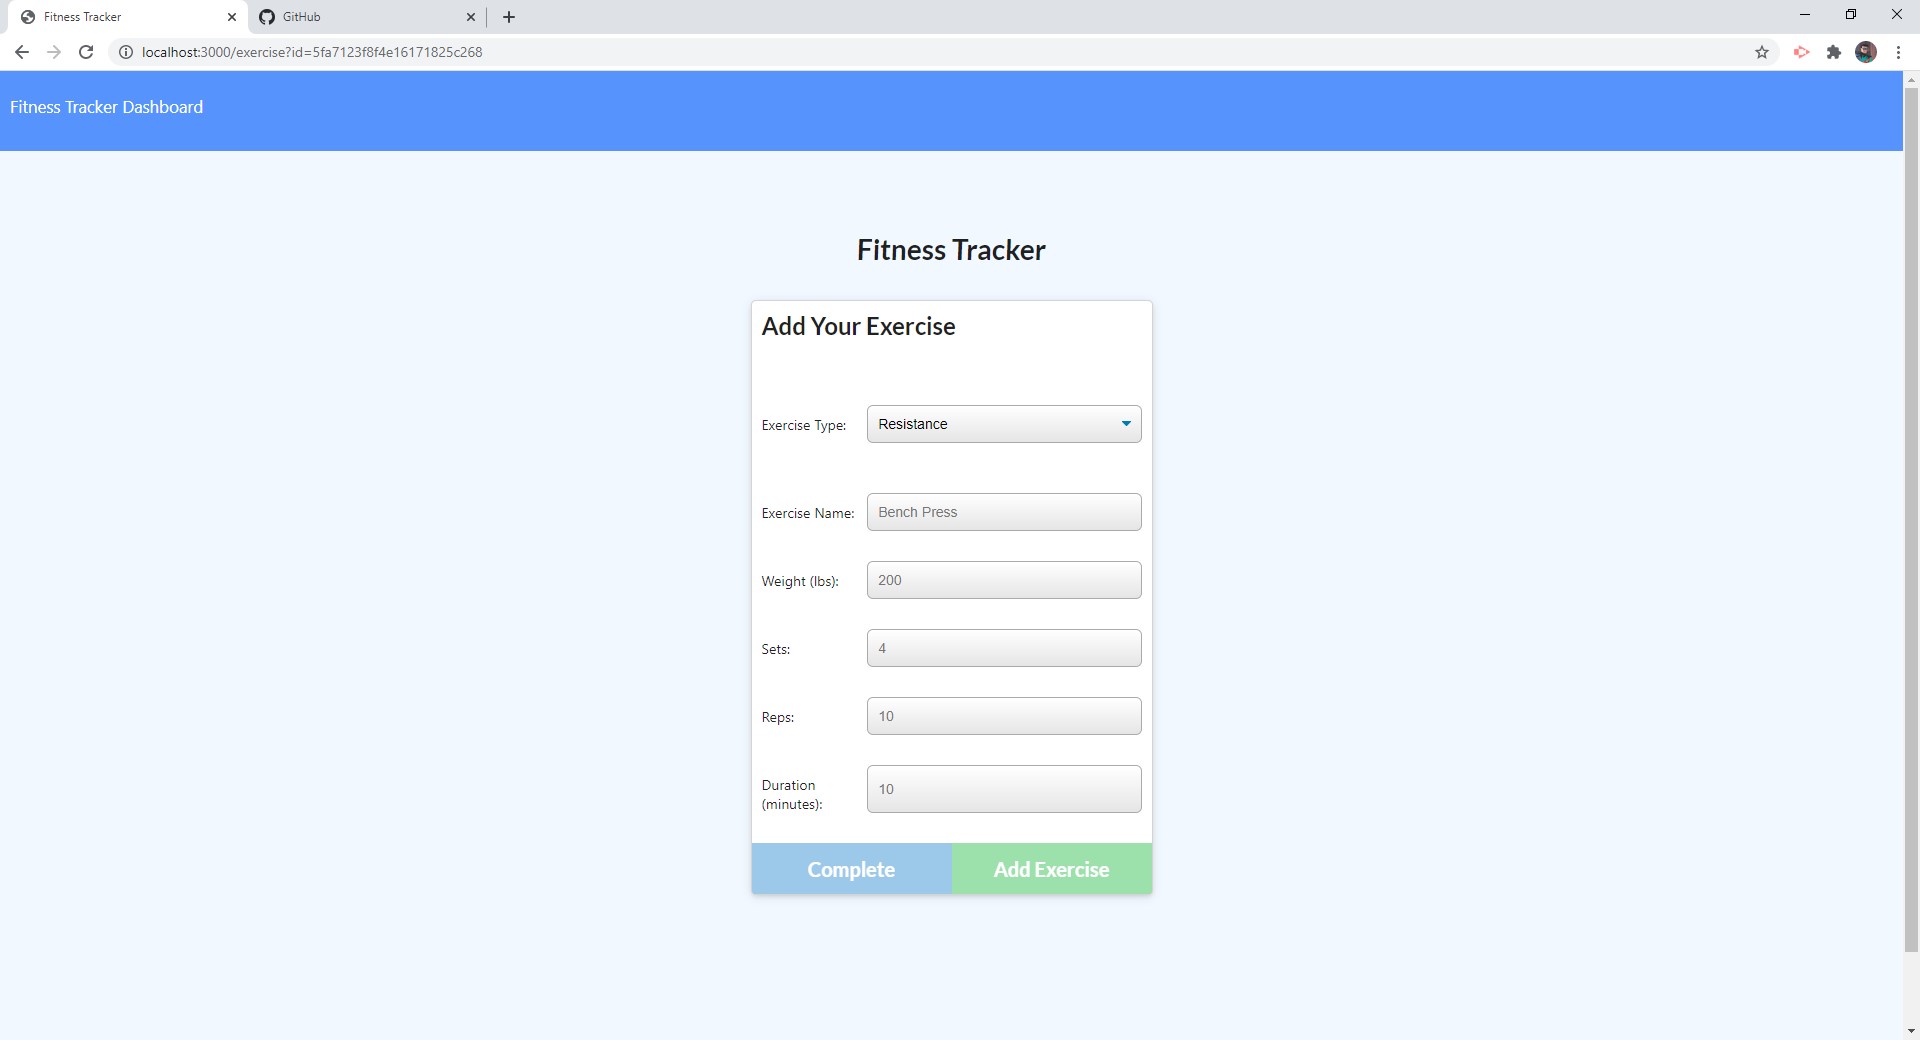 Fitness Tracker
GitHub
localhost:3000/exercise?id=5fa7123f8f4e16171825c268
Fitness Tracker Dashboard
Fitness Tracker
Add Your Exercise
Exercise Type: Resistance
Exercise Name: Bench Press
Weight (lbs): 200
Sets: 4
Reps: 10
Duration (minutes): 10
Complete
Add Exercise